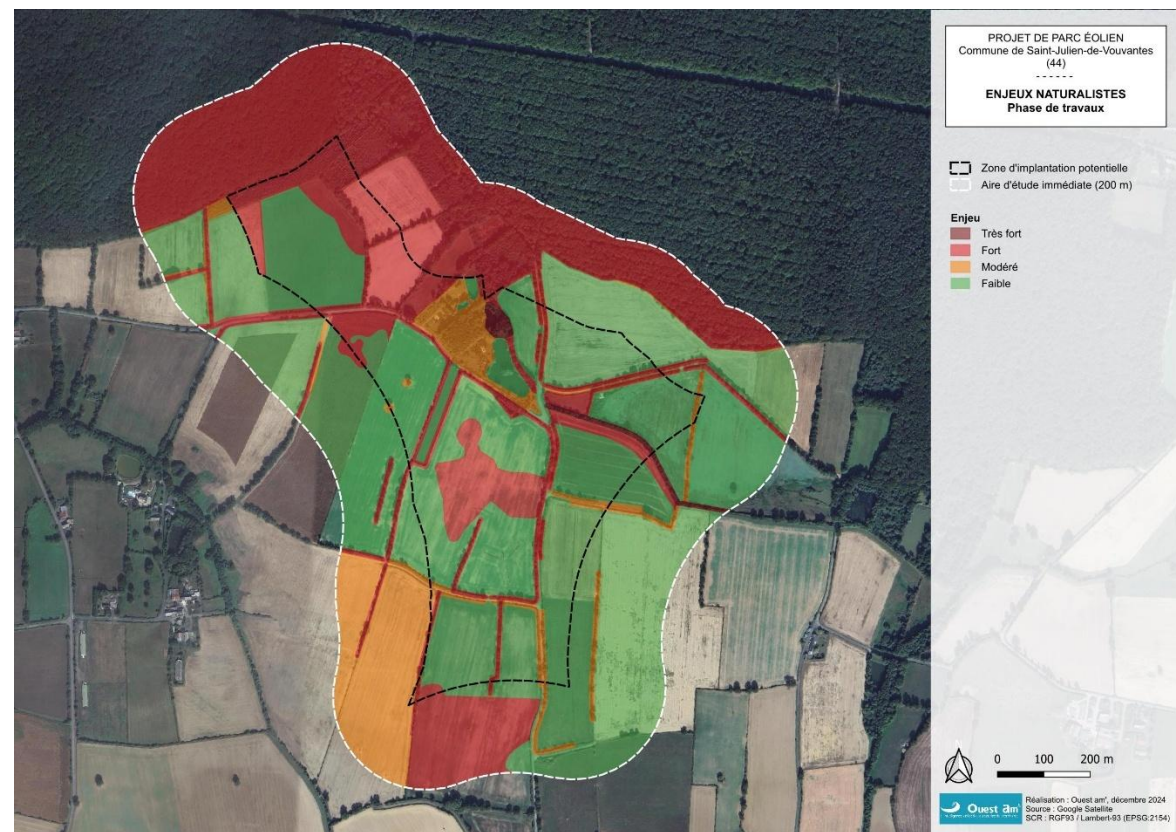 PROJET DE PARC ÉOLIEN
Commune de Saint-Julien-de-Vouvantes
(44)
- - - - - -
ENJEUX NATURALISTES
Phase de travaux
Zone d'implantation potentielle
Aire d'étude immédiate (200 m)
Enjeu
Très fort
Fort
Modéré
Faible
0 100 200 m
Ouest am'
Réalisation : Ouest am', décembre 2024
Source : Google Satellite
SCR : RGF93 / Lambert-93 (EPSG:2154)